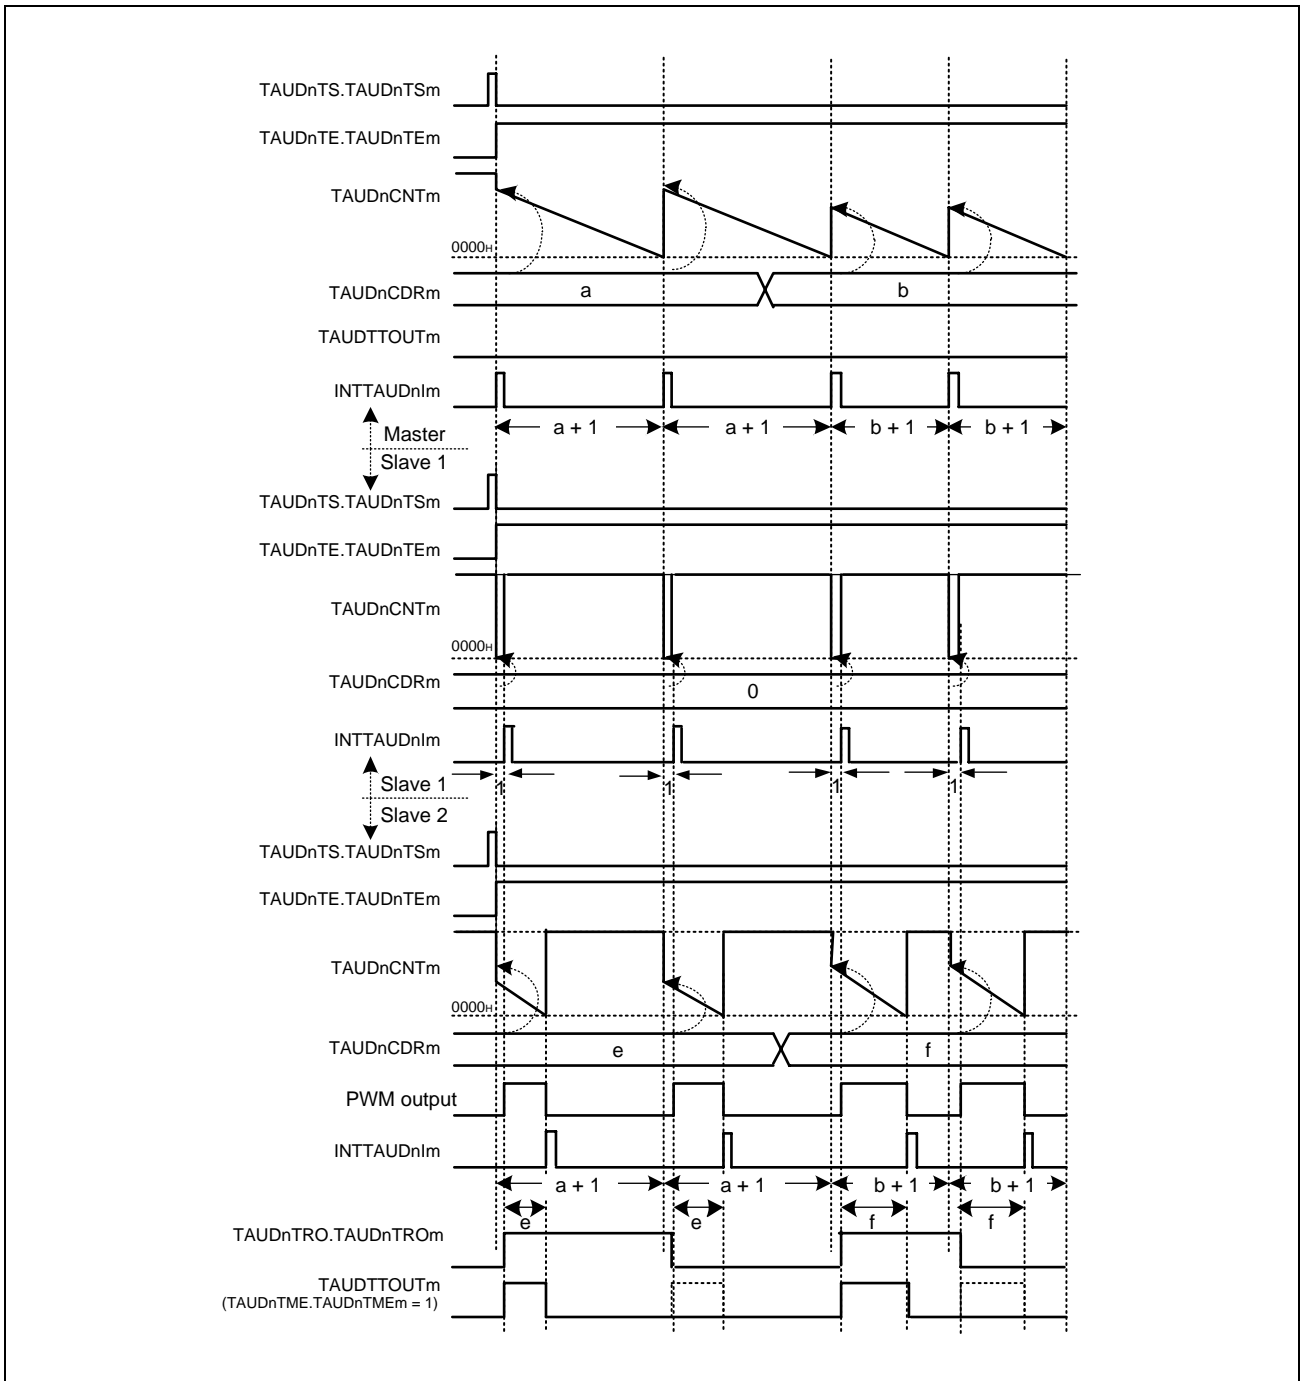 TAUDnTS.TAUDnTSm
TAUDnTE.TAUDnTEm
TAUDnCNTm
0000H
TAUDnCDRm
a
b
TAUDTTOUTm
INTTAUDnIm
a + 1
a + 1
b + 1
b + 1
Master
Slave 1
TAUDnTS.TAUDnTSm
TAUDnTE.TAUDnTEm
TAUDnCNTm
0000H
TAUDnCDRm
0
INTTAUDnIm
1
1
1
1
Slave 1
Slave 2
TAUDnTS.TAUDnTSm
TAUDnTE.TAUDnTEm
TAUDnCNTm
0000H
TAUDnCDRm
e
f
PWM output
INTTAUDnIm
a + 1
a + 1
b + 1
b + 1
e
e
f
f
TAUDnTRO.TAUDnTROm
TAUDTTOUTm
(TAUDnTME.TAUDnTMEm = 1)